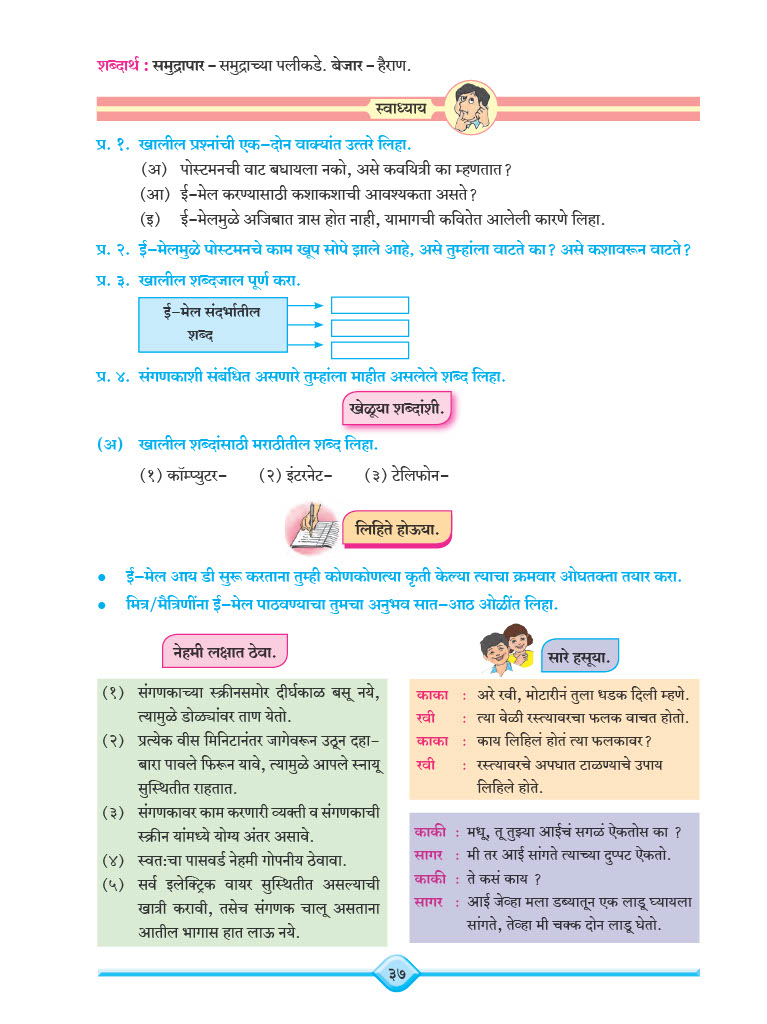 शब्दार्थ : समुद्रापार – समुद्राच्या पलीकडे. बेजार – हैराण.
स्वाध्याय
प्र. १. खालील प्रश्नांची एक-दोन वाक्यांत उत्तरे लिहा.
(अ) पोस्टमनची वाट बघायला नको, असे कवयित्री का म्हणतात?
(आ) ई-मेल करण्यासाठी कशाकशाची आवश्यकता असते?
(इ) ई-मेलमुळे अजिबात त्रास होत नाही, यामागची कवितेत आलेली कारणे लिहा.
प्र. २. ई-मेलमुळे पोस्टमनचे काम खूप सोपे झाले आहे, असे तुम्हांला वाटते का? असे कशावरून वाटते?
प्र. ३. खालील शब्दजाल पूर्ण करा.
ई-मेल संदर्भातील
शब्द
प्र. ४. संगणकाशी संबंधित असणारे तुम्हांला माहीत असलेले शब्द लिहा.
खेळूया शब्दांशी.
(अ) खालील शब्दांसाठी मराठीतील शब्द लिहा.
(१) कॉम्प्युटर- (२) इंटरनेट- (३) टेलिफोन-
लिहिते होऊया.
• ई-मेल आय डी सुरू करताना तुम्ही कोणकोणत्या कृती केल्या त्याचा क्रमवार ओघतक्ता तयार करा.
• मित्र/मैत्रिणींना ई-मेल पाठवण्याचा तुमचा अनुभव सात-आठ ओळींत लिहा.
नेहमी लक्षात ठेवा.
(१) संगणकाच्या स्क्रीनसमोर दीर्घकाळ बसू नये,
त्यामुळे डोळ्यांवर ताण येतो.
(२) प्रत्येक वीस मिनिटानंतर जागेवरून उठून दहा-
बारा पावले फिरून यावे, त्यामुळे आपले स्नायू
सुस्थितीत राहतात.
(३) संगणकावर काम करणारी व्यक्ती व संगणकाची
स्क्रीन यांमध्ये योग्य अंतर असावे.
(४) स्वत:चा पासवर्ड नेहमी गोपनीय ठेवावा.
(५) सर्व इलेक्ट्रिक वायर सुस्थितीत असल्याची
खात्री करावी, तसेच संगणक चालू असताना
आतील भागास हात लाऊ नये.
सारे हसूया.
काका : अरे रवी, मोटारीनं तुला धडक दिली म्हणे.
रवी : त्या वेळी रस्त्यावरचा फलक वाचत होतो.
काका : काय लिहिलं होतं त्या फलकावर?
रवी : रस्त्यावरचे अपघात टाळण्याचे उपाय
लिहिले होते.
काकी : मधू, तू तुझ्या आईचं सगळं ऐकतोस का ?
सागर : मी तर आई सांगते त्याच्या दुप्पट ऐकतो.
काकी : ते कसं काय ?
सागर : आई जेव्हा मला डब्यातून एक लाडू घ्यायला
सांगते, तेव्हा मी चक्क दोन लाडू घेतो.
३७